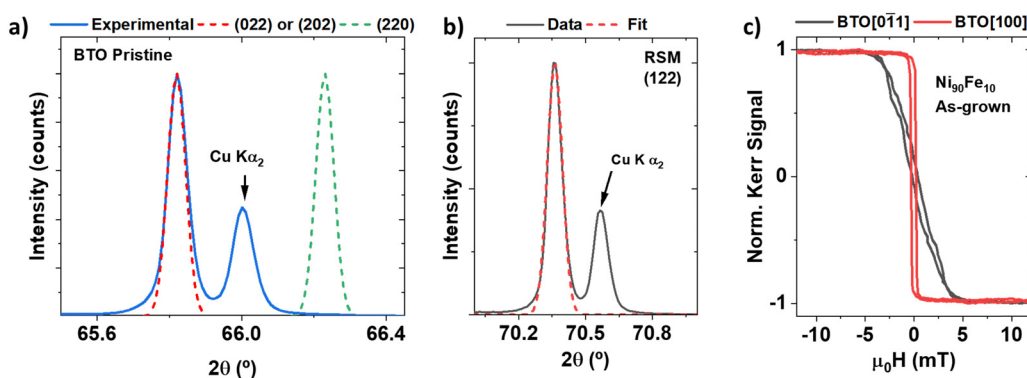 a)
Experimental (022) or (202) (220)
BTO Pristine
Cu Kα₂
Intensity (counts)
65.6 66.0 66.4
2θ (º)
b)
Data Fit
RSM
(122)
Cu K α₂
Intensity (counts)
70.2 70.5 70.8
2θ (º)
c)
BTO[01̅1] BTO[100]
Ni₉₀Fe₁₀
As-grown
Norm. Kerr Signal
1
0
-1
-10 -5 0 5 10
μ₀H (mT)